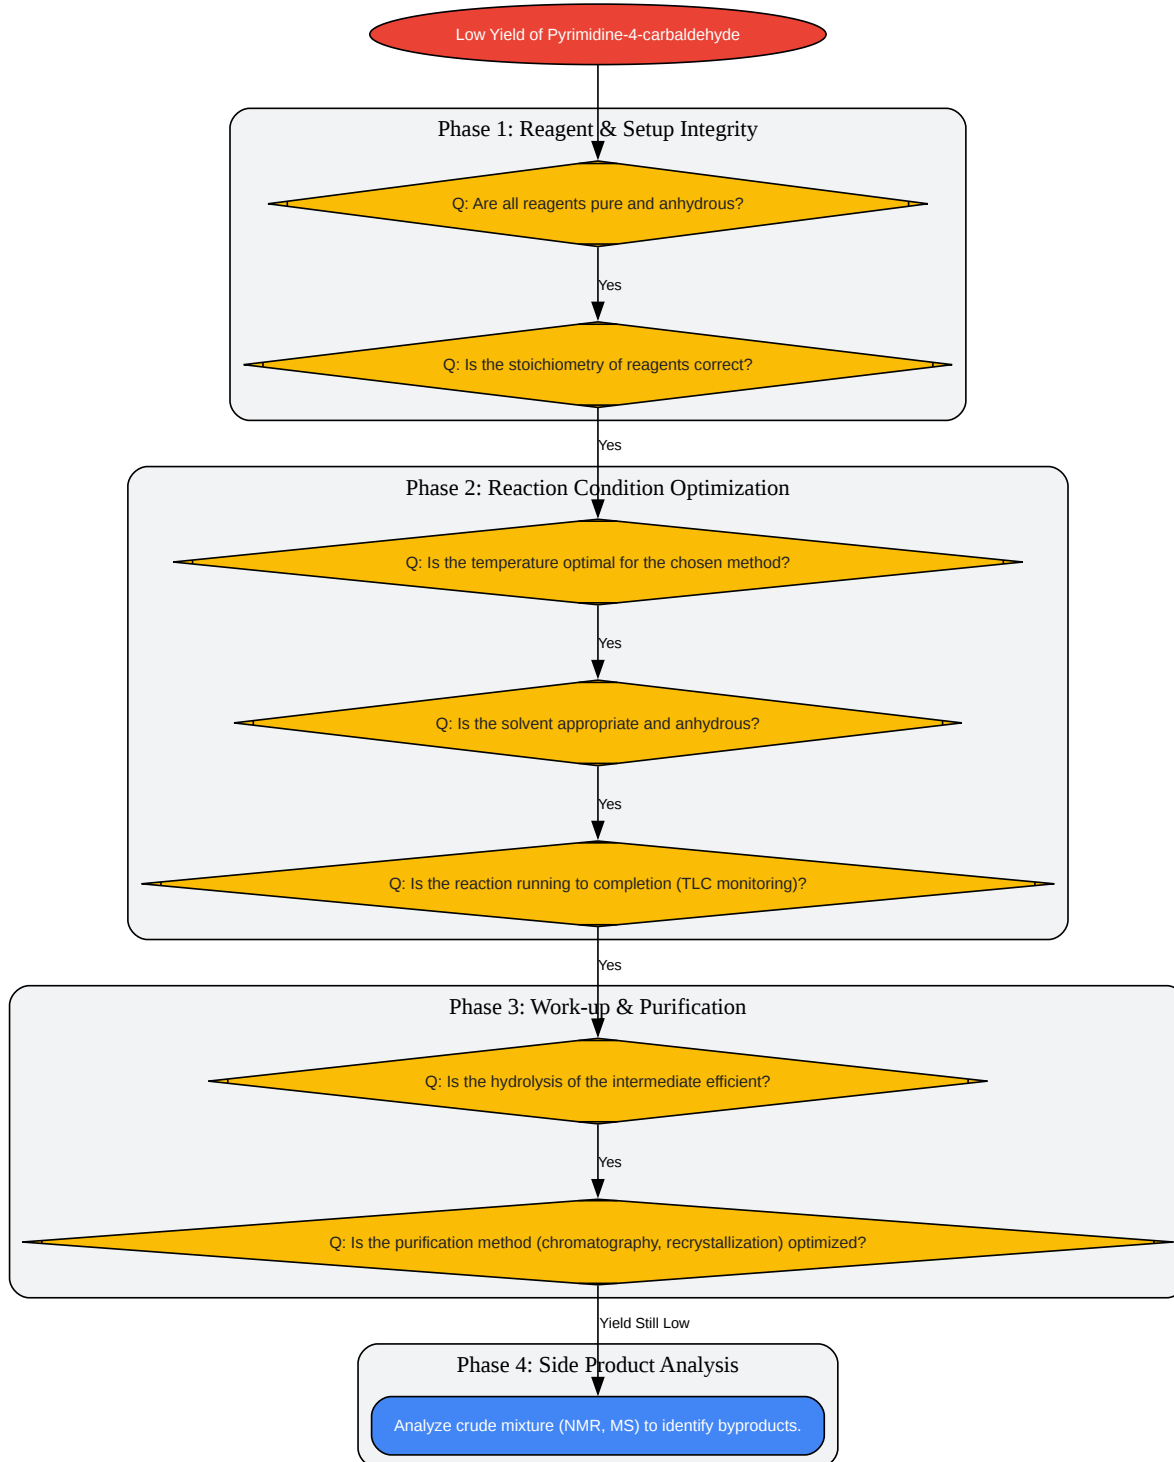 Low Yield of Pyrimidine-4-carbaldehyde
Phase 1: Reagent & Setup Integrity
Q: Are all reagents pure and anhydrous?
Yes
Q: Is the stoichiometry of reagents correct?
Yes
Phase 2: Reaction Condition Optimization
Q: Is the temperature optimal for the chosen method?
Yes
Q: Is the solvent appropriate and anhydrous?
Yes
Q: Is the reaction running to completion (TLC monitoring)?
Yes
Phase 3: Work-up & Purification
Q: Is the hydrolysis of the intermediate efficient?
Yes
Q: Is the purification method (chromatography, recrystallization) optimized?
Yield Still Low
Phase 4: Side Product Analysis
Analyze crude mixture (NMR, MS) to identify byproducts.